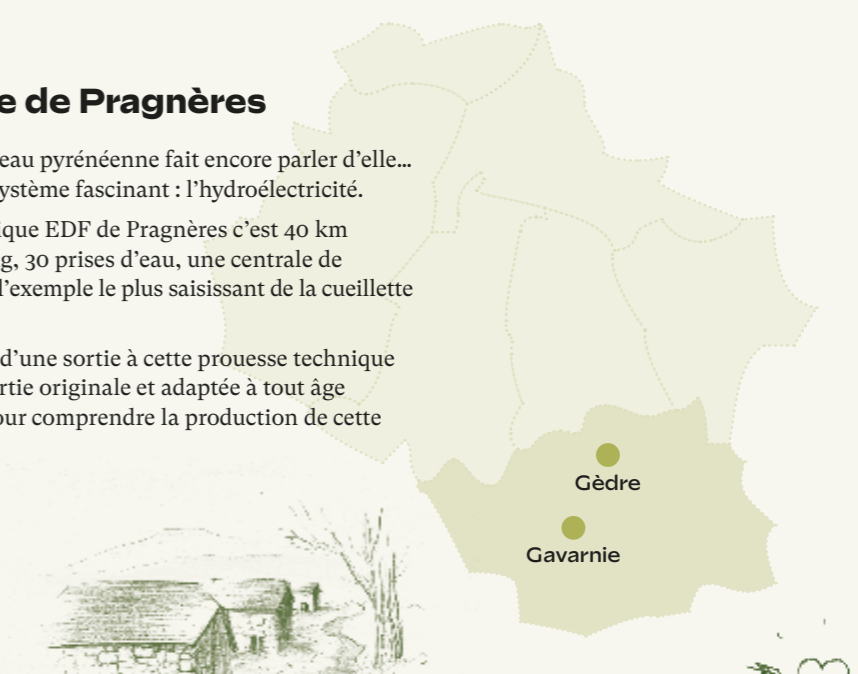 e de Pragnères
eau pyrénéenne fait encore parler d’elle...
ystème fascinant : l’hydroélectricité.
ique EDF de Pragnères c’est 40 km
g, 30 prises d’eau, une centrale de
l’exemple le plus saisissant de la cueillette
d’une sortie à cette prouesse technique
rtie originale et adaptée à tout âge
our comprendre la production de cette
Gèdre
Gavarnie